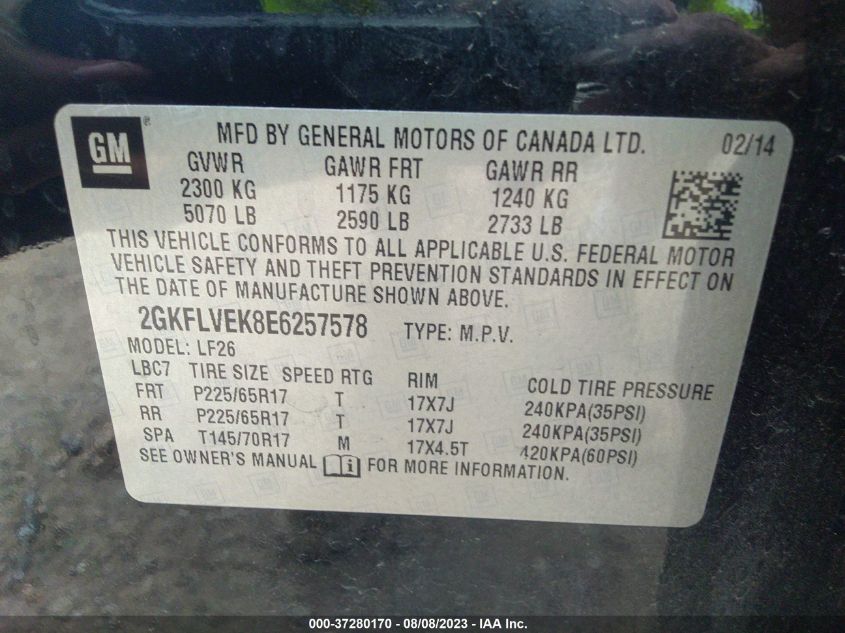 GM ® MFD BY GENERAL MOTORS OF CANADA LTD. 02/14
GVWR GAWR FRT GAWR RR
2300 KG 1175 KG 1240 KG
5070 LB 2590 LB 2733 LB
THIS VEHICLE CONFORMS TO ALL APPLICABLE U.S. FEDERAL MOTOR
VEHICLE SAFETY AND THEFT PREVENTION STANDARDS IN EFFECT ON
THE DATE OF MANUFACTURE SHOWN ABOVE.
2GKFLVEK8E6257578 TYPE: M.P.V.
MODEL: LF26
LBC7 TIRE SIZE SPEED RTG RIM COLD TIRE PRESSURE
FRT P225/65R17 T 17X7J 240KPA(35PSI)
RR P225/65R17 T 17X7J 240KPA(35PSI)
SPA T145/70R17 M 17X4.5T 420KPA(60PSI)
SEE OWNER'S MANUAL FOR MORE INFORMATION.
000-37280170 - 08/08/2023 - IAA Inc.